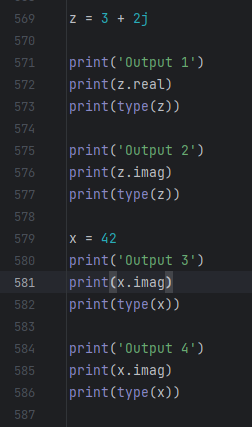 569 z = 3 + 2j
570
571 print('Output 1')
572 print(z.real)
573 print(type(z))
574
575 print('Output 2')
576 print(z.imag)
577 print(type(z))
578
579 x = 42
580 print('Output 3')
581 print(x.imag)
582 print(type(x))
583
584 print('Output 4')
585 print(x.imag)
586 print(type(x))
587